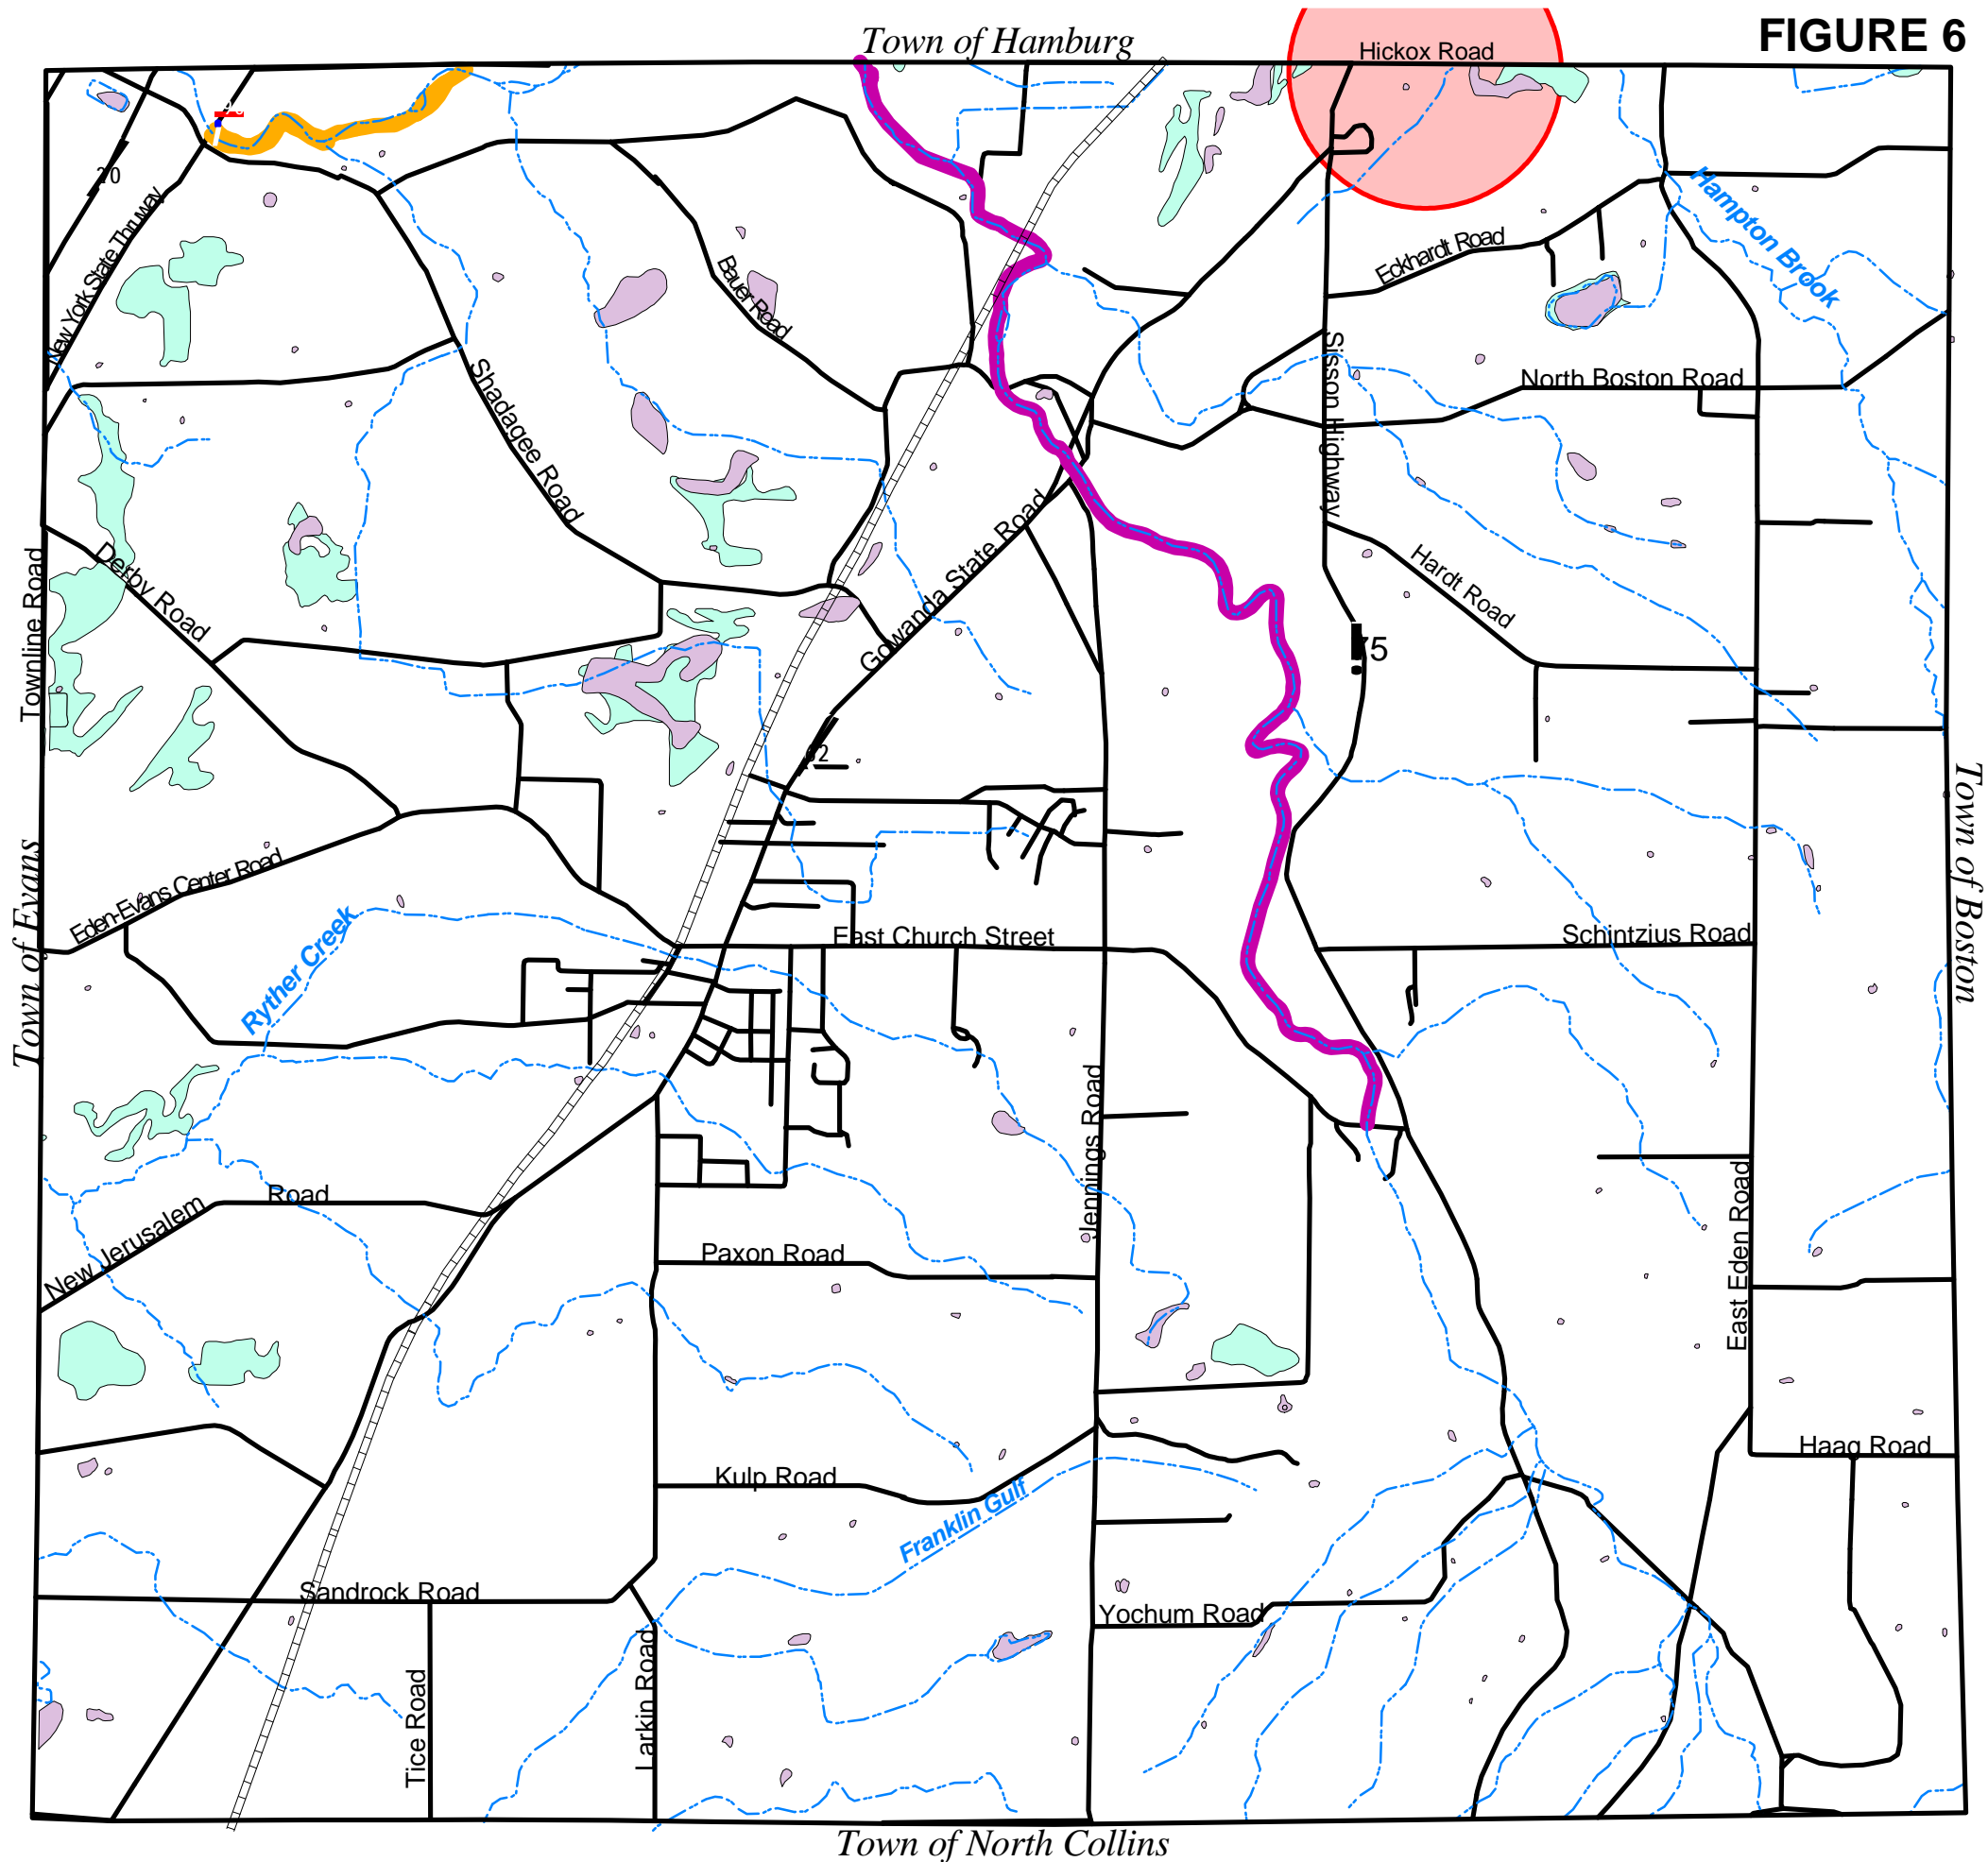 FIGURE 6
Town of Hamburg
Hickox Road
20
New York State Thruway
Hampton Brook
Eckhardt Road
Bauer Road
Shadagee Road
Sisson Highway
North Boston Road
Gowanda State Road
Hardt Road
Townline Road
Derby Road
75
62
Town of Boston
Town of Evans
Eden-Evans Center Road
East Church Street
Schintzius Road
Ryther Creek
Jennings Road
East Eden Road
New Jerusalem
Road
Paxon Road
Haag Road
Kulp Road
Franklin Gulf
Sandrock Road
Yochum Road
Tice Road
Larkin Road
Town of North Collins